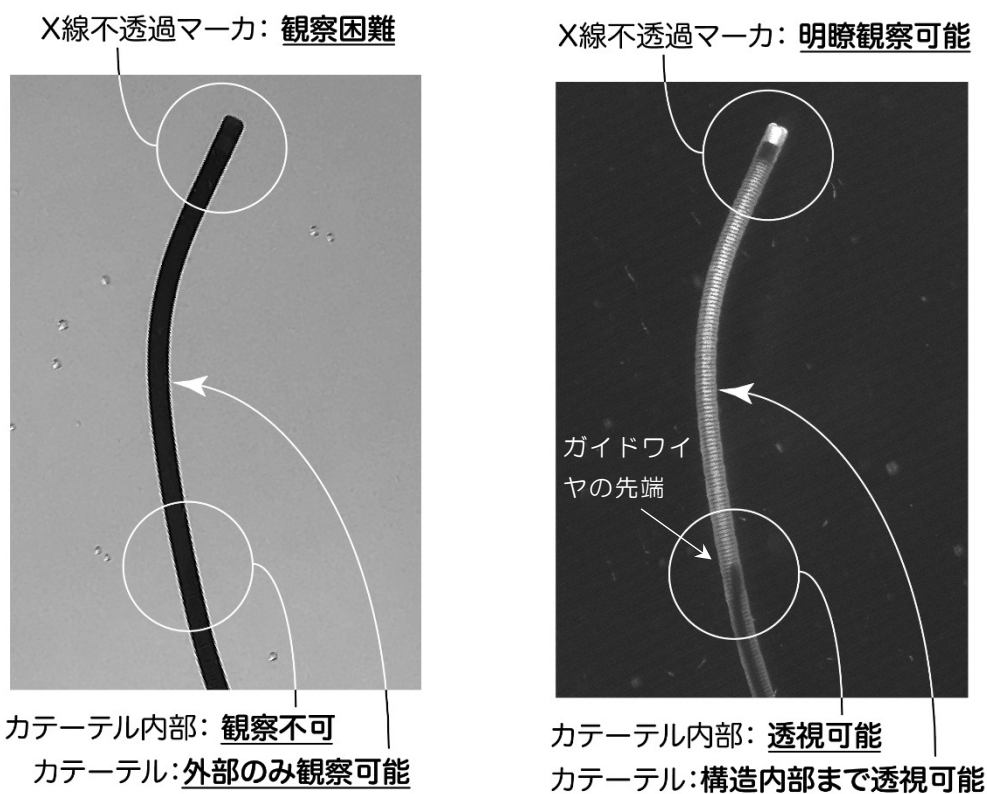 X線不透過マーカ：観察困難
カテーテル内部：観察不可
カテーテル：外部のみ観察可能
X線不透過マーカ：明瞭観察可能
ガイドワイ
ヤの先端
カテーテル内部：透視可能
カテーテル：構造内部まで透視可能